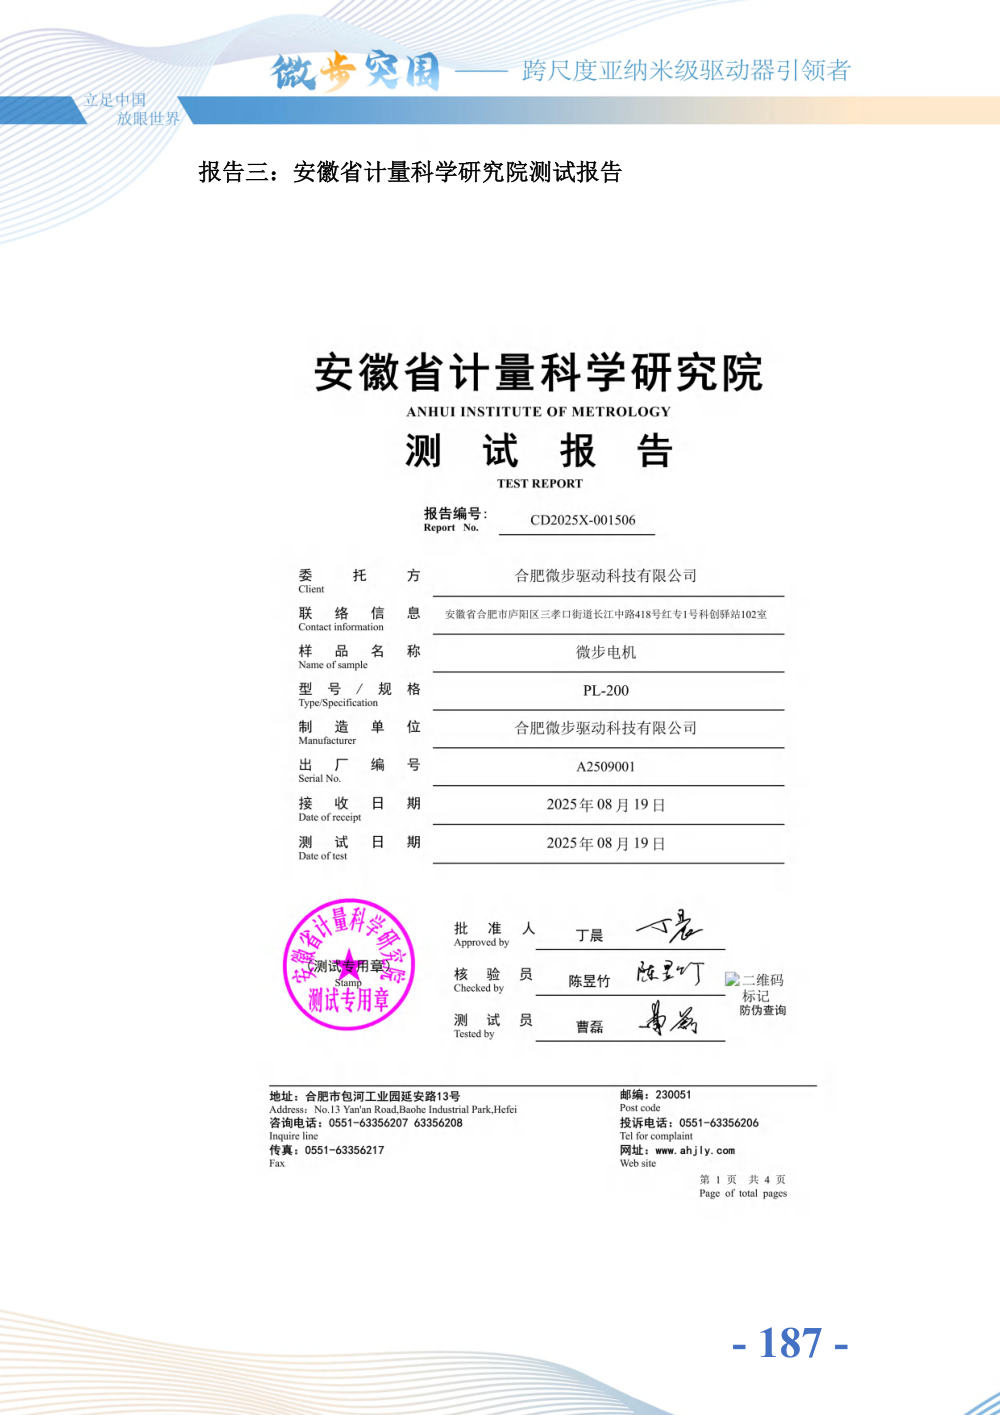 微步突围 —— 跨尺度亚纳米级驱动器引领者
立足中国
放眼世界
报告三：安徽省计量科学研究院测试报告
安徽省计量科学研究院
ANHUI INSTITUTE OF METROLOGY
测 试 报 告
TEST REPORT
报告编号: CD2025X-001506
Report No.
委托方 合肥微步驱动科技有限公司
Client
联络信息 安徽省合肥市庐阳区三孝口街道长江中路418号红专1号科创驿站102室
Contact information
样品名称 微步电机
Name of sample
型号/规格 PL-200
Type/Specification
制造单位 合肥微步驱动科技有限公司
Manufacturer
出厂编号 A2509001
Serial No.
接收日期 2025年08月19日
Date of receipt
测试日期 2025年08月19日
Date of test
安徽省计量科学研究院
(测试专用章)
Stamp
测试专用章
批准人 丁晨 丁晨
Approved by
核验员 陈昱竹 陈昱竹
Checked by
测试员 曹磊 曹磊
Tested by
二维码
标记
防伪查询
地址：合肥市包河工业园延安路13号 邮编：230051
Address: No.13 Yan'an Road,Baohe Industrial Park,Hefei Post code
咨询电话：0551-63356207 63356208 投诉电话：0551-63356206
Inquire line Tel for complaint
传真：0551-63356217 网址：www.ahjly.com
Fax Web site
第 1 页 共 4 页
Page of total pages
- 187 -